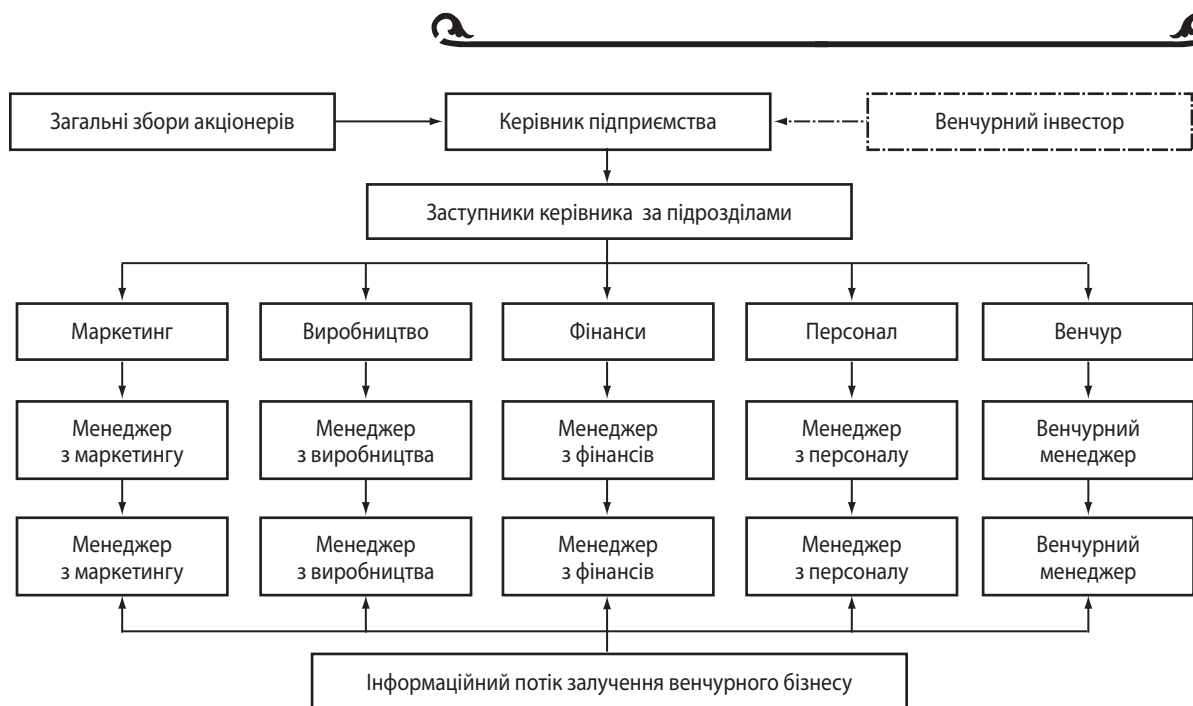 Загальні збори акціонерів
Керівник підприємства
Венчурний інвестор
Заступники керівника за підрозділами
Маркетинг
Виробництво
Фінанси
Персонал
Венчур
Менеджер
з маркетингу
Менеджер
з виробництва
Менеджер
з фінансів
Менеджер
з персоналу
Венчурний
менеджер
Менеджер
з маркетингу
Менеджер
з виробництва
Менеджер
з фінансів
Менеджер
з персоналу
Венчурний
менеджер
Інформаційний потік залучення венчурного бізнесу